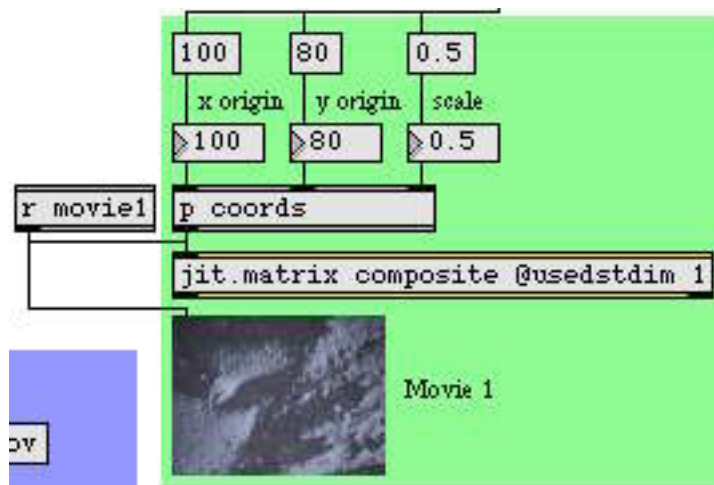 100 80 0.5
x origin y origin scale
100 80 0.5
r movie1 p coords
jit.matrix composite @usedstdim 1
Movie 1
ov